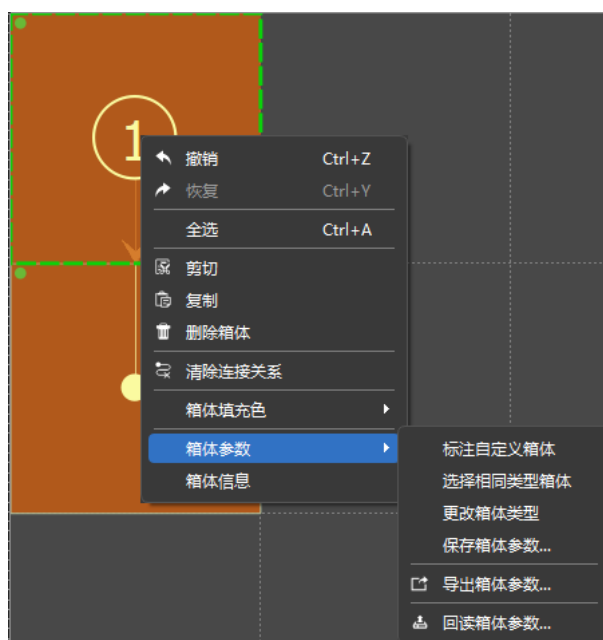 1
撤销 Ctrl+Z
恢复 Ctrl+Y
全选 Ctrl+A
剪切
复制
删除箱体
清除连接关系
箱体填充色
箱体参数
箱体信息
标注自定义箱体
选择相同类型箱体
更改箱体类型
保存箱体参数...
导出箱体参数...
回读箱体参数...